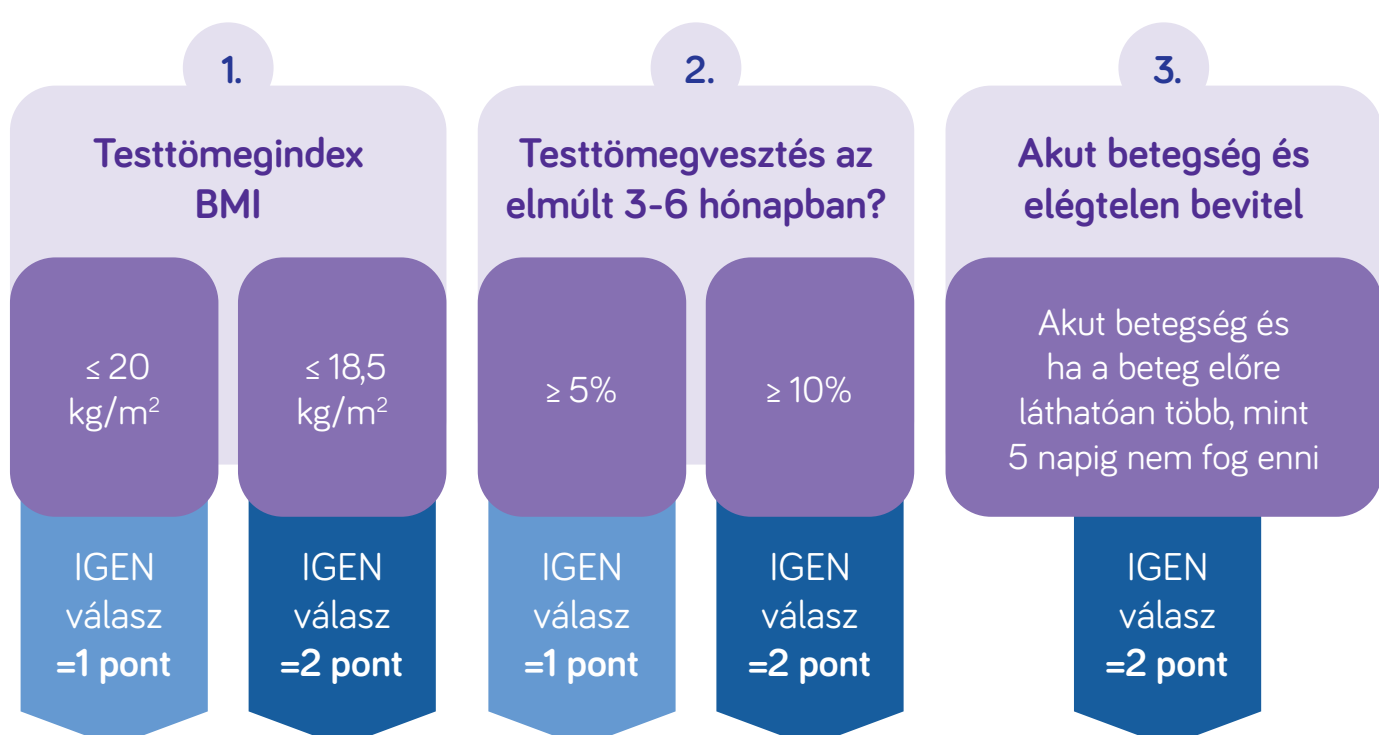 1.
Testtömegindex
BMI
≤ 20
kg/m²
IGEN
válasz
=1 pont
≤ 18,5
kg/m²
IGEN
válasz
=2 pont
2.
Testtömegvesztés az
elmúlt 3-6 hónapban?
≥ 5%
IGEN
válasz
=1 pont
≥ 10%
IGEN
válasz
=2 pont
3.
Akut betegség és
elégtelen bevitel
Akut betegség és
ha a beteg előre
láthatóan több, mint
5 napig nem fog enni
IGEN
válasz
=2 pont